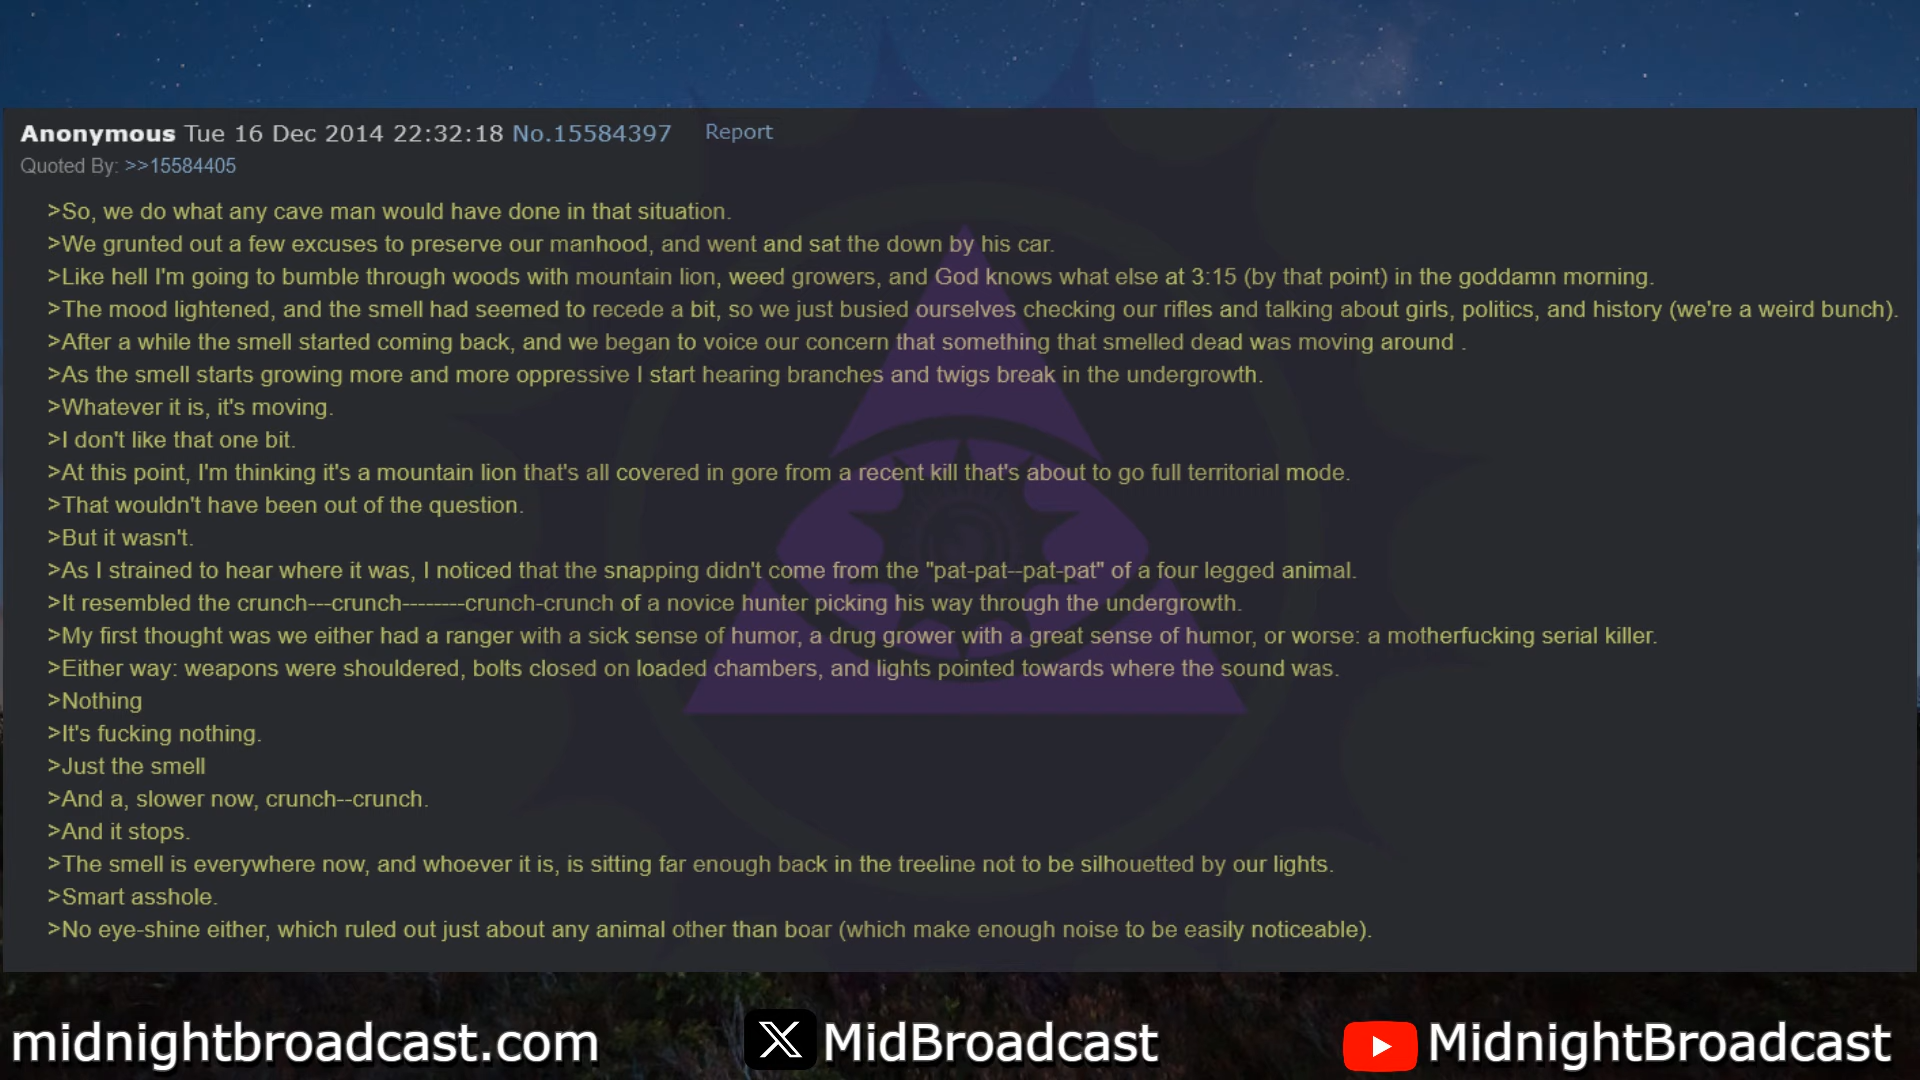 Anonymous Tue 16 Dec 2014 22:32:18 No.15584397 Report
Quoted By: >>15584405
>So, we do what any cave man would have done in that situation.
>We grunted out a few excuses to preserve our manhood, and went and sat the down by his car.
>Like hell I'm going to bumble through woods with mountain lion, weed growers, and God knows what else at 3:15 (by that point) in the goddamn morning.
>The mood lightened, and the smell had seemed to recede a bit, so we just busied ourselves checking our rifles and talking about girls, politics, and history (we're a weird bunch).
>After a while the smell started coming back, and we began to voice our concern that something that smelled dead was moving around .
>As the smell starts growing more and more oppressive I start hearing branches and twigs break in the undergrowth.
>Whatever it is, it's moving.
>I don't like that one bit.
>At this point, I'm thinking it's a mountain lion that's all covered in gore from a recent kill that's about to go full territorial mode.
>That wouldn't have been out of the question.
>But it wasn't.
>As I strained to hear where it was, I noticed that the snapping didn't come from the "pat-pat--pat-pat" of a four legged animal.
>It resembled the crunch---crunch--------crunch-crunch of a novice hunter picking his way through the undergrowth.
>My first thought was we either had a ranger with a sick sense of humor, a drug grower with a great sense of humor, or worse: a motherfucking serial killer.
>Either way: weapons were shouldered, bolts closed on loaded chambers, and lights pointed towards where the sound was.
>Nothing
>It's fucking nothing.
>Just the smell
>And a, slower now, crunch--crunch.
>And it stops.
>The smell is everywhere now, and whoever it is, is sitting far enough back in the treeline not to be silhouetted by our lights.
>Smart asshole.
>No eye-shine either, which ruled out just about any animal other than boar (which make enough noise to be easily noticeable).
midnightbroadcast.com MidBroadcast MidnightBroadcast